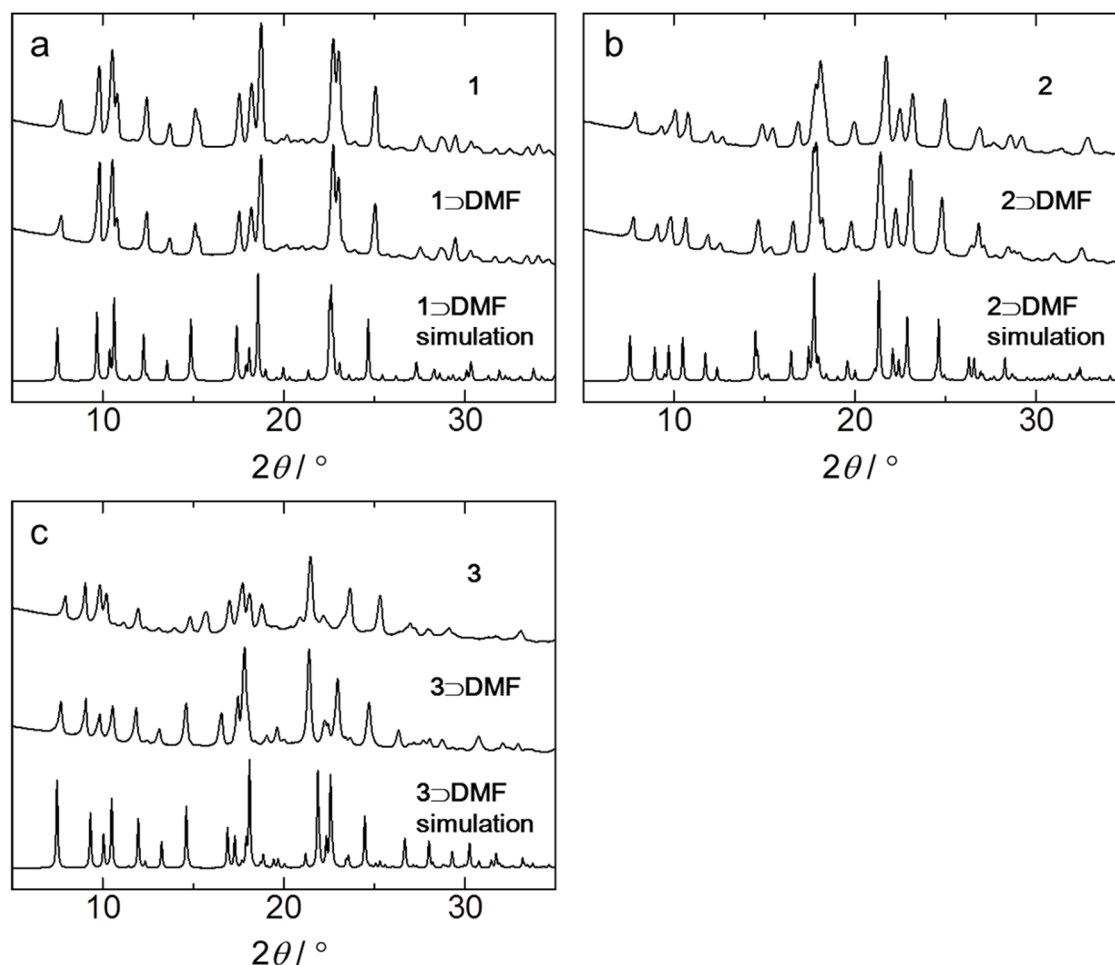 a
1
1⊃DMF
1⊃DMF
simulation
10 20 30
2θ / °
b
2
2⊃DMF
2⊃DMF
simulation
10 20 30
2θ / °
c
3
3⊃DMF
3⊃DMF
simulation
10 20 30
2θ / °